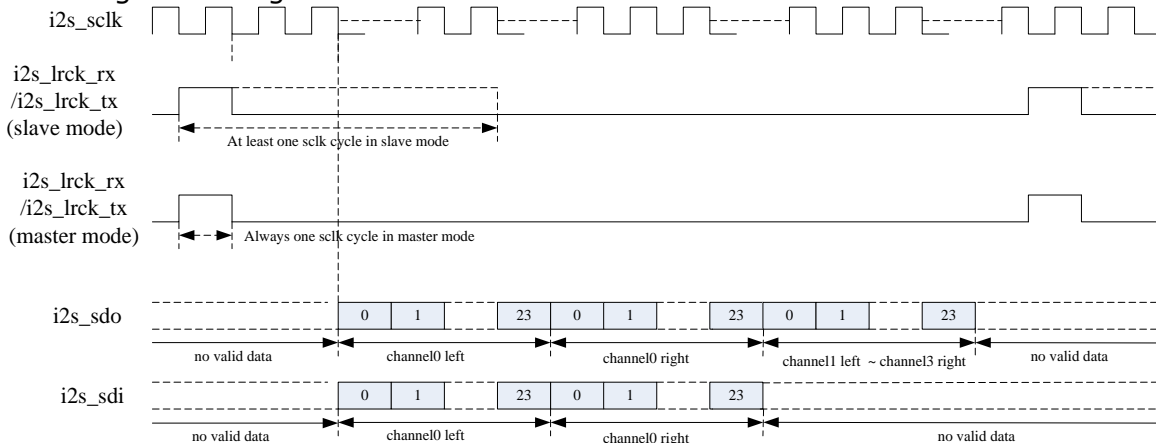 i2s_sclk
i2s_lrck_rx
/i2s_lrck_tx
(slave mode)
At least one sclk cycle in slave mode
i2s_lrck_rx
/i2s_lrck_tx
(master mode)
Always one sclk cycle in master mode
i2s_sdo
0 1 23 0 1 23 0 1 23
no valid data channel0 left channel0 right channel1 left ~ channel3 right no valid data
i2s_sdi
0 1 23 0 1 23
no valid data channel0 left channel0 right no valid data